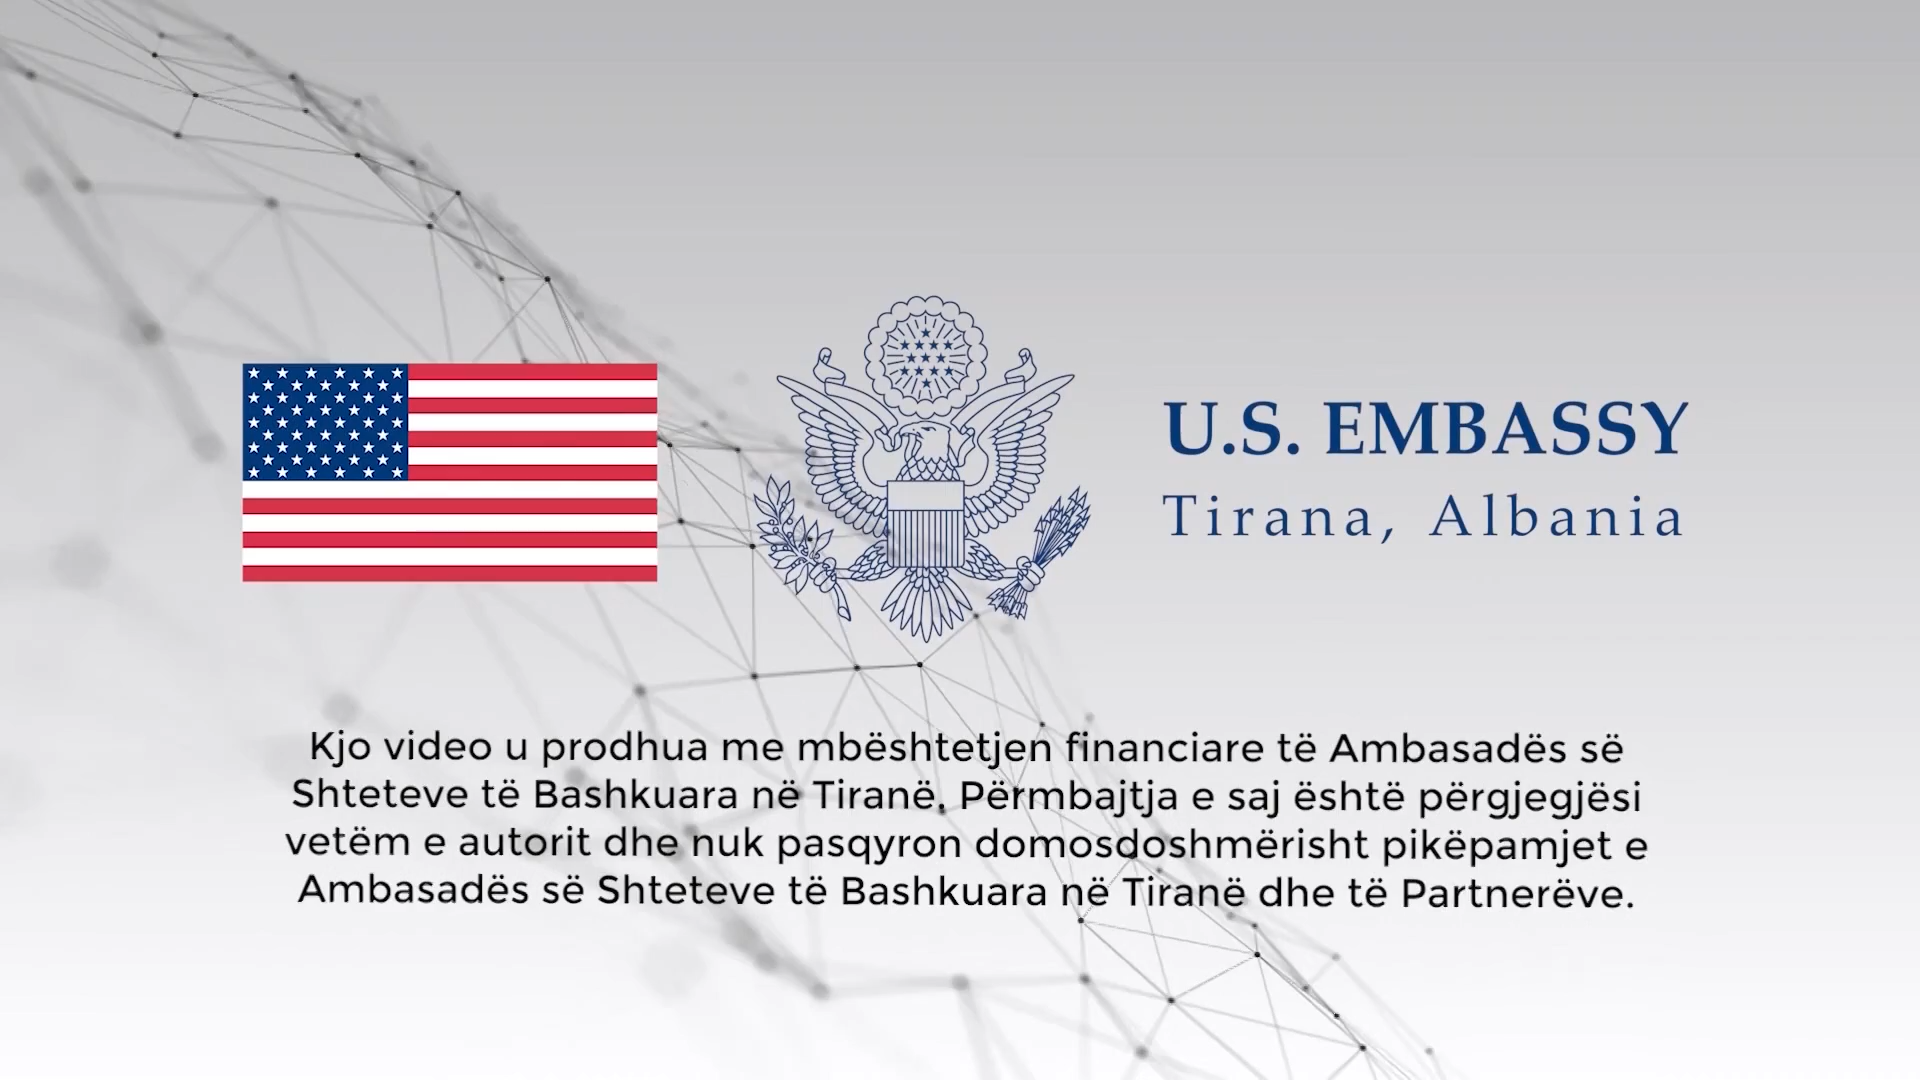 U.S. EMBASSY
Tirana, Albania
Kjo video u prodhua me mbështetjen financiare të Ambasadës së
Shteteve të Bashkuara në Tiranë. Përmbajtja e saj është përgjegjësi
vetëm e autorit dhe nuk pasqyron domosdoshmërisht pikëpamjet e
Ambasadës së Shteteve të Bashkuara në Tiranë dhe të Partnerëve.